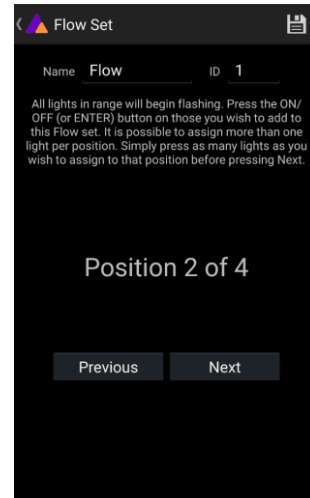 Flow Set
Name Flow ID 1
All lights in range will begin flashing. Press the ON/
OFF (or ENTER) button on those you wish to add to
this Flow set. It is possible to assign more than one
light per position. Simply press as many lights as you
wish to assign to that position before pressing Next.
Position 2 of 4
Previous Next